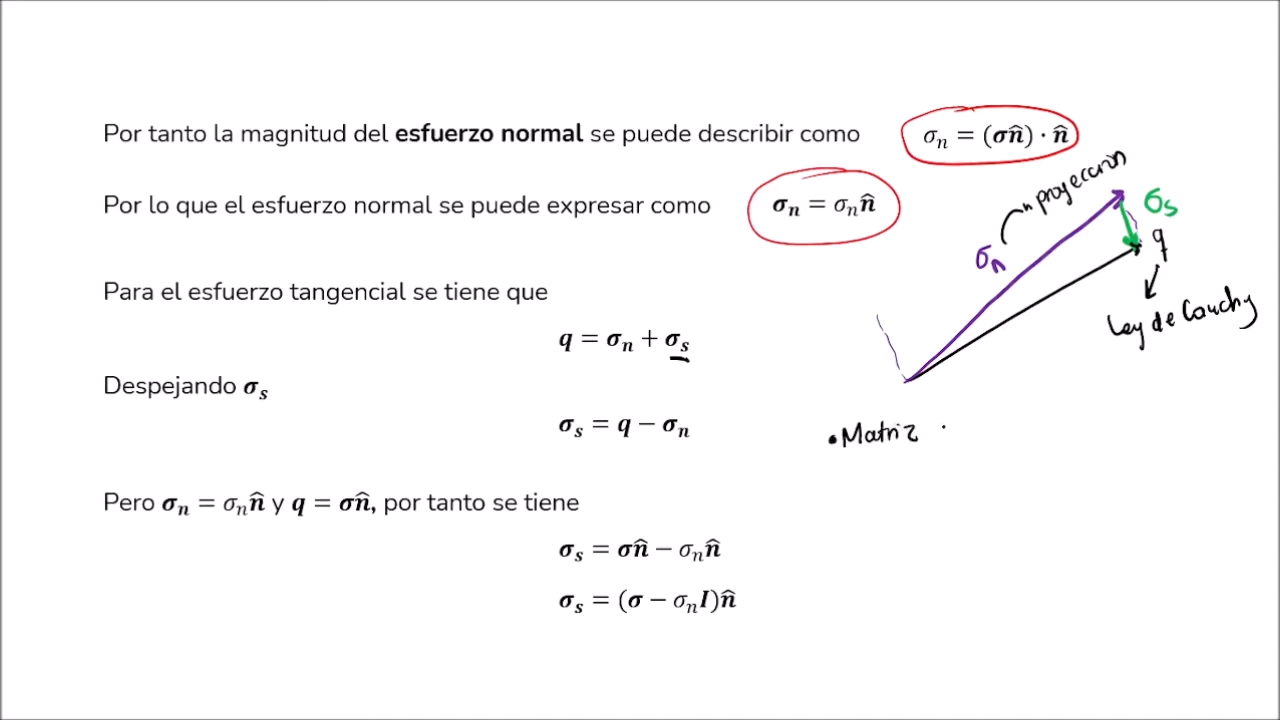 Por tanto la magnitud del esfuerzo normal se puede describir como σₙ = (σn̂) · n̂
Por lo que el esfuerzo normal se puede expresar como σₙ = σₙn̂
proyección
σₙ
σs
q
Ley de Cauchy
Para el esfuerzo tangencial se tiene que
q = σₙ + σₛ
Despejando σₛ
σₛ = q − σₙ
• Matriz
Pero σₙ = σₙn̂ y q = σn̂, por tanto se tiene
σₛ = σn̂ − σₙn̂
σₛ = (σ − σₙI)n̂